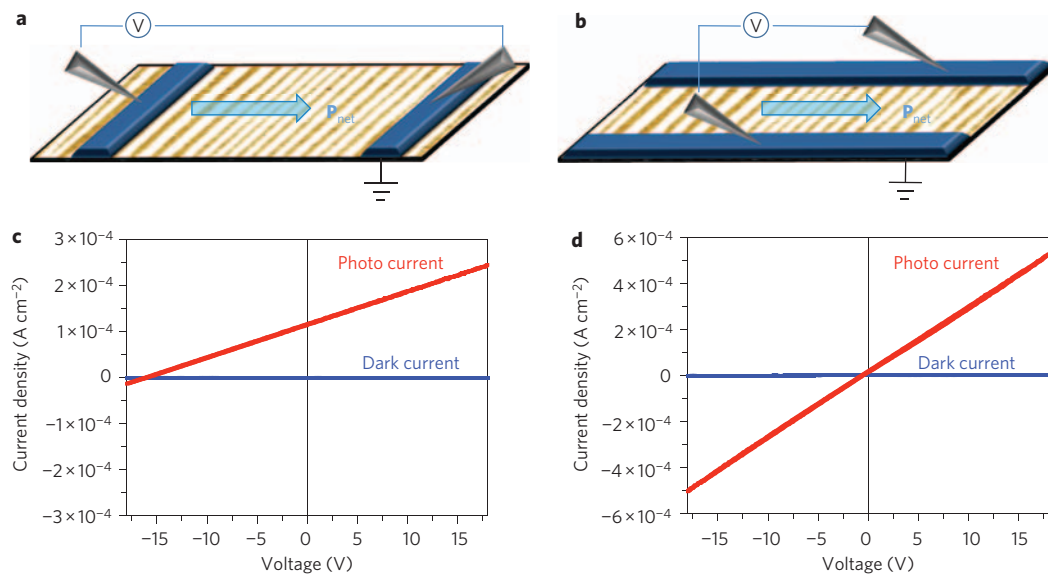 a
V
P_net
b
V
P_net
c
Current density (A cm⁻²)
3 × 10⁻⁴
2 × 10⁻⁴
1 × 10⁻⁴
0
−1 × 10⁻⁴
−2 × 10⁻⁴
−3 × 10⁻⁴
Photo current
Dark current
−15 −10 −5 0 5 10 15
Voltage (V)
d
Current density (A cm⁻²)
6 × 10⁻⁴
4 × 10⁻⁴
2 × 10⁻⁴
0
−2 × 10⁻⁴
−4 × 10⁻⁴
−6 × 10⁻⁴
Photo current
Dark current
−15 −10 −5 0 5 10 15
Voltage (V)